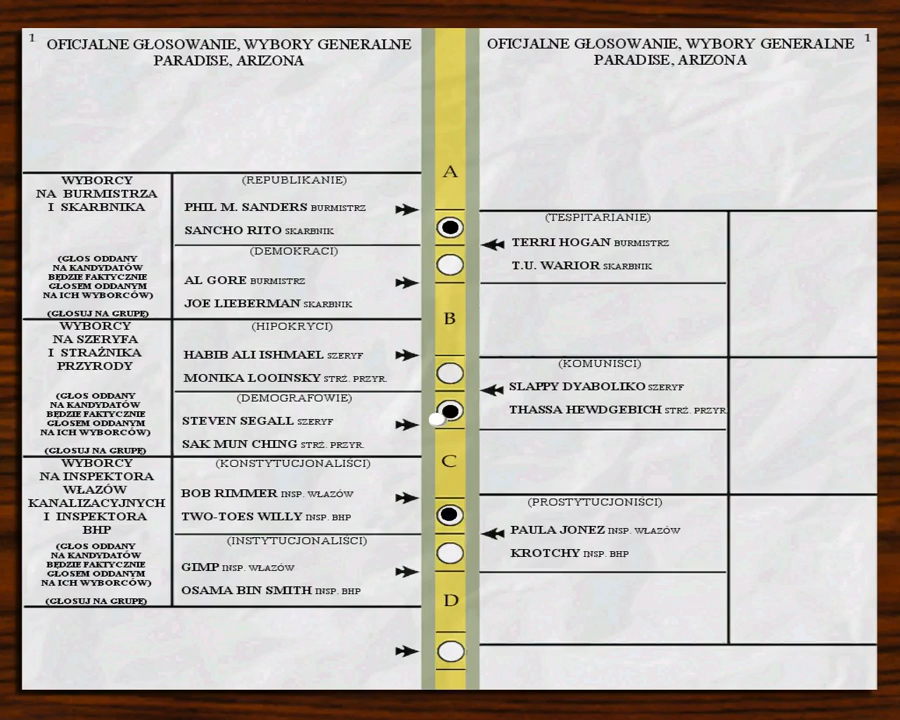 1
OFICJALNE GŁOSOWANIE, WYBORY GENERALNE
PARADISE, ARIZONA
WYBORCY
NA BURMISTRZA
I SKARBNIKA
(GŁOS ODDANY
NA KANDYDATÓW
BĘDZIE FAKTYCZNIE
GŁOSEM ODDANYM
NA ICH WYBORCÓW)
(GŁOSUJ NA GRUPĘ)
(REPUBLIKANIE)
PHIL M. SANDERS BURMISTRZ
SANCHO RITO SKARBNIK
(DEMOKRACI)
AL GORE BURMISTRZ
JOE LIEBERMAN SKARBNIK
WYBORCY
NA SZERYFA
I STRAŻNIKA
PRZYRODY
(GŁOS ODDANY
NA KANDYDATÓW
BĘDZIE FAKTYCZNIE
GŁOSEM ODDANYM
NA ICH WYBORCÓW)
(GŁOSUJ NA GRUPĘ)
(HIPOKRYCI)
HABIB ALI ISHMAEL SZERYF
MONIKA LOOINSKY STRŻ. PRZYR.
(DEMOGRAFOWIE)
STEVEN SEGALL SZERYF
SAK MUN CHING STRŻ. PRZYR.
WYBORCY
NA INSPEKTORA
WŁAZÓW
KANALIZACYJNYCH
I INSPEKTORA
BHP
(GŁOS ODDANY
NA KANDYDATÓW
BĘDZIE FAKTYCZNIE
GŁOSEM ODDANYM
NA ICH WYBORCÓW)
(GŁOSUJ NA GRUPĘ)
(KONSTYTUCJONALIŚCI)
BOB RIMMER INSP. WŁAZÓW
TWO-TOES WILLY INSP. BHP
(INSTYTUCJONALIŚCI)
GIMP INSP. WŁAZÓW
OSAMA BIN SMITH INSP. BHP
A
B
C
D
OFICJALNE GŁOSOWANIE, WYBORY GENERALNE 1
PARADISE, ARIZONA
(TESPITARIANIE)
TERRI HOGAN BURMISTRZ
T.U. WARIOR SKARBNIK
(KOMUNIŚCI)
SLAPPY DYABOLIKO SZERYF
THASSA HEWDGEBICH STRŻ. PRZYR.
(PROSTYTUCJONIŚCI)
PAULA JONEZ INSP. WŁAZÓW
KROTCHY INSP. BHP